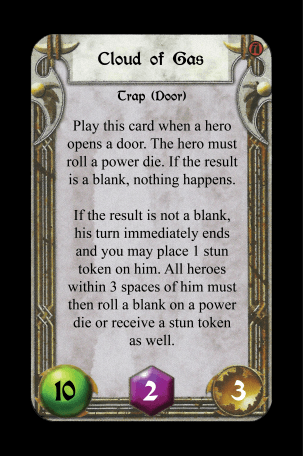 Cloud of Gas
Trap (Door)
Play this card when a hero
opens a door. The hero must
roll a power die. If the result
is a blank, nothing happens.
If the result is not a blank,
his turn immediately ends
and you may place 1 stun
token on him. All heroes
within 3 spaces of him must
then roll a blank on a power
die or receive a stun token
as well.
10
2
3